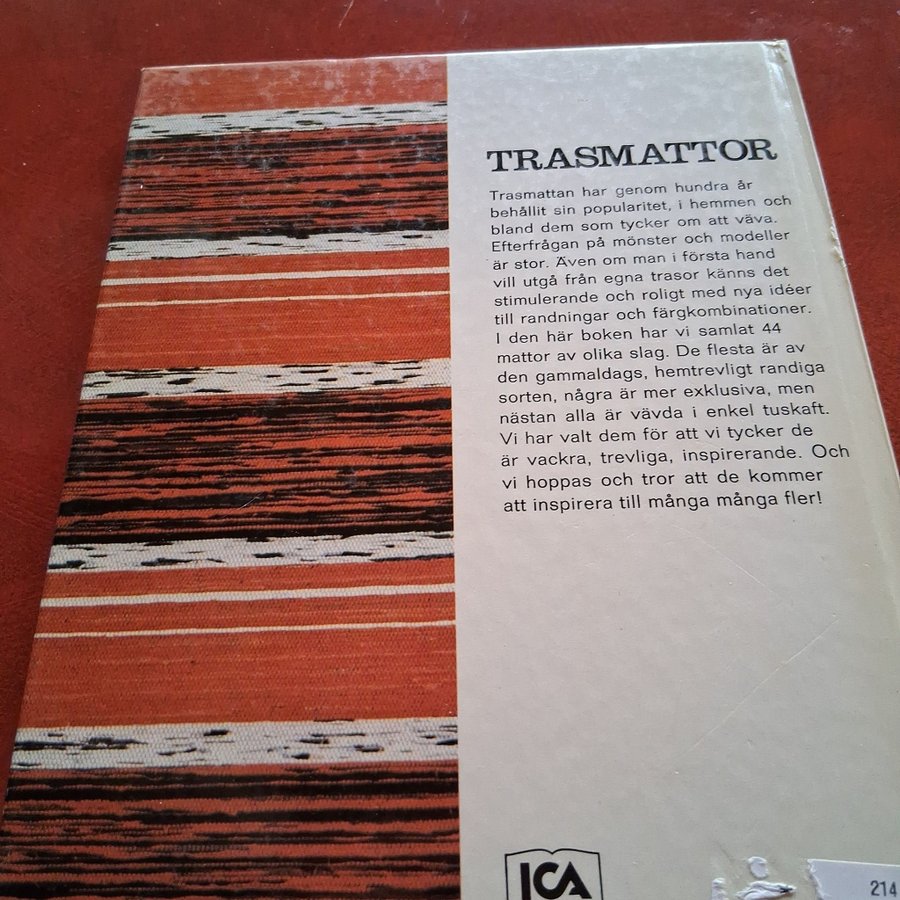 TRASMATTOR
Trasmattan har genom hundra år
behållit sin popularitet, i hemmen och
bland dem som tycker om att väva.
Efterfrågan på mönster och modeller
är stor. Även om man i första hand
vill utgå från egna trasor känns det
stimulerande och roligt med nya idéer
till randningar och färgkombinationer.
I den här boken har vi samlat 44
mattor av olika slag. De flesta är av
den gammaldags, hemtrevligt randiga
sorten, några är mer exklusiva, men
nästan alla är vävda i enkel tuskaft.
Vi har valt dem för att vi tycker de
är vackra, trevliga, inspirerande. Och
vi hoppas och tror att de kommer
att inspirera till många många fler!
ICA
214